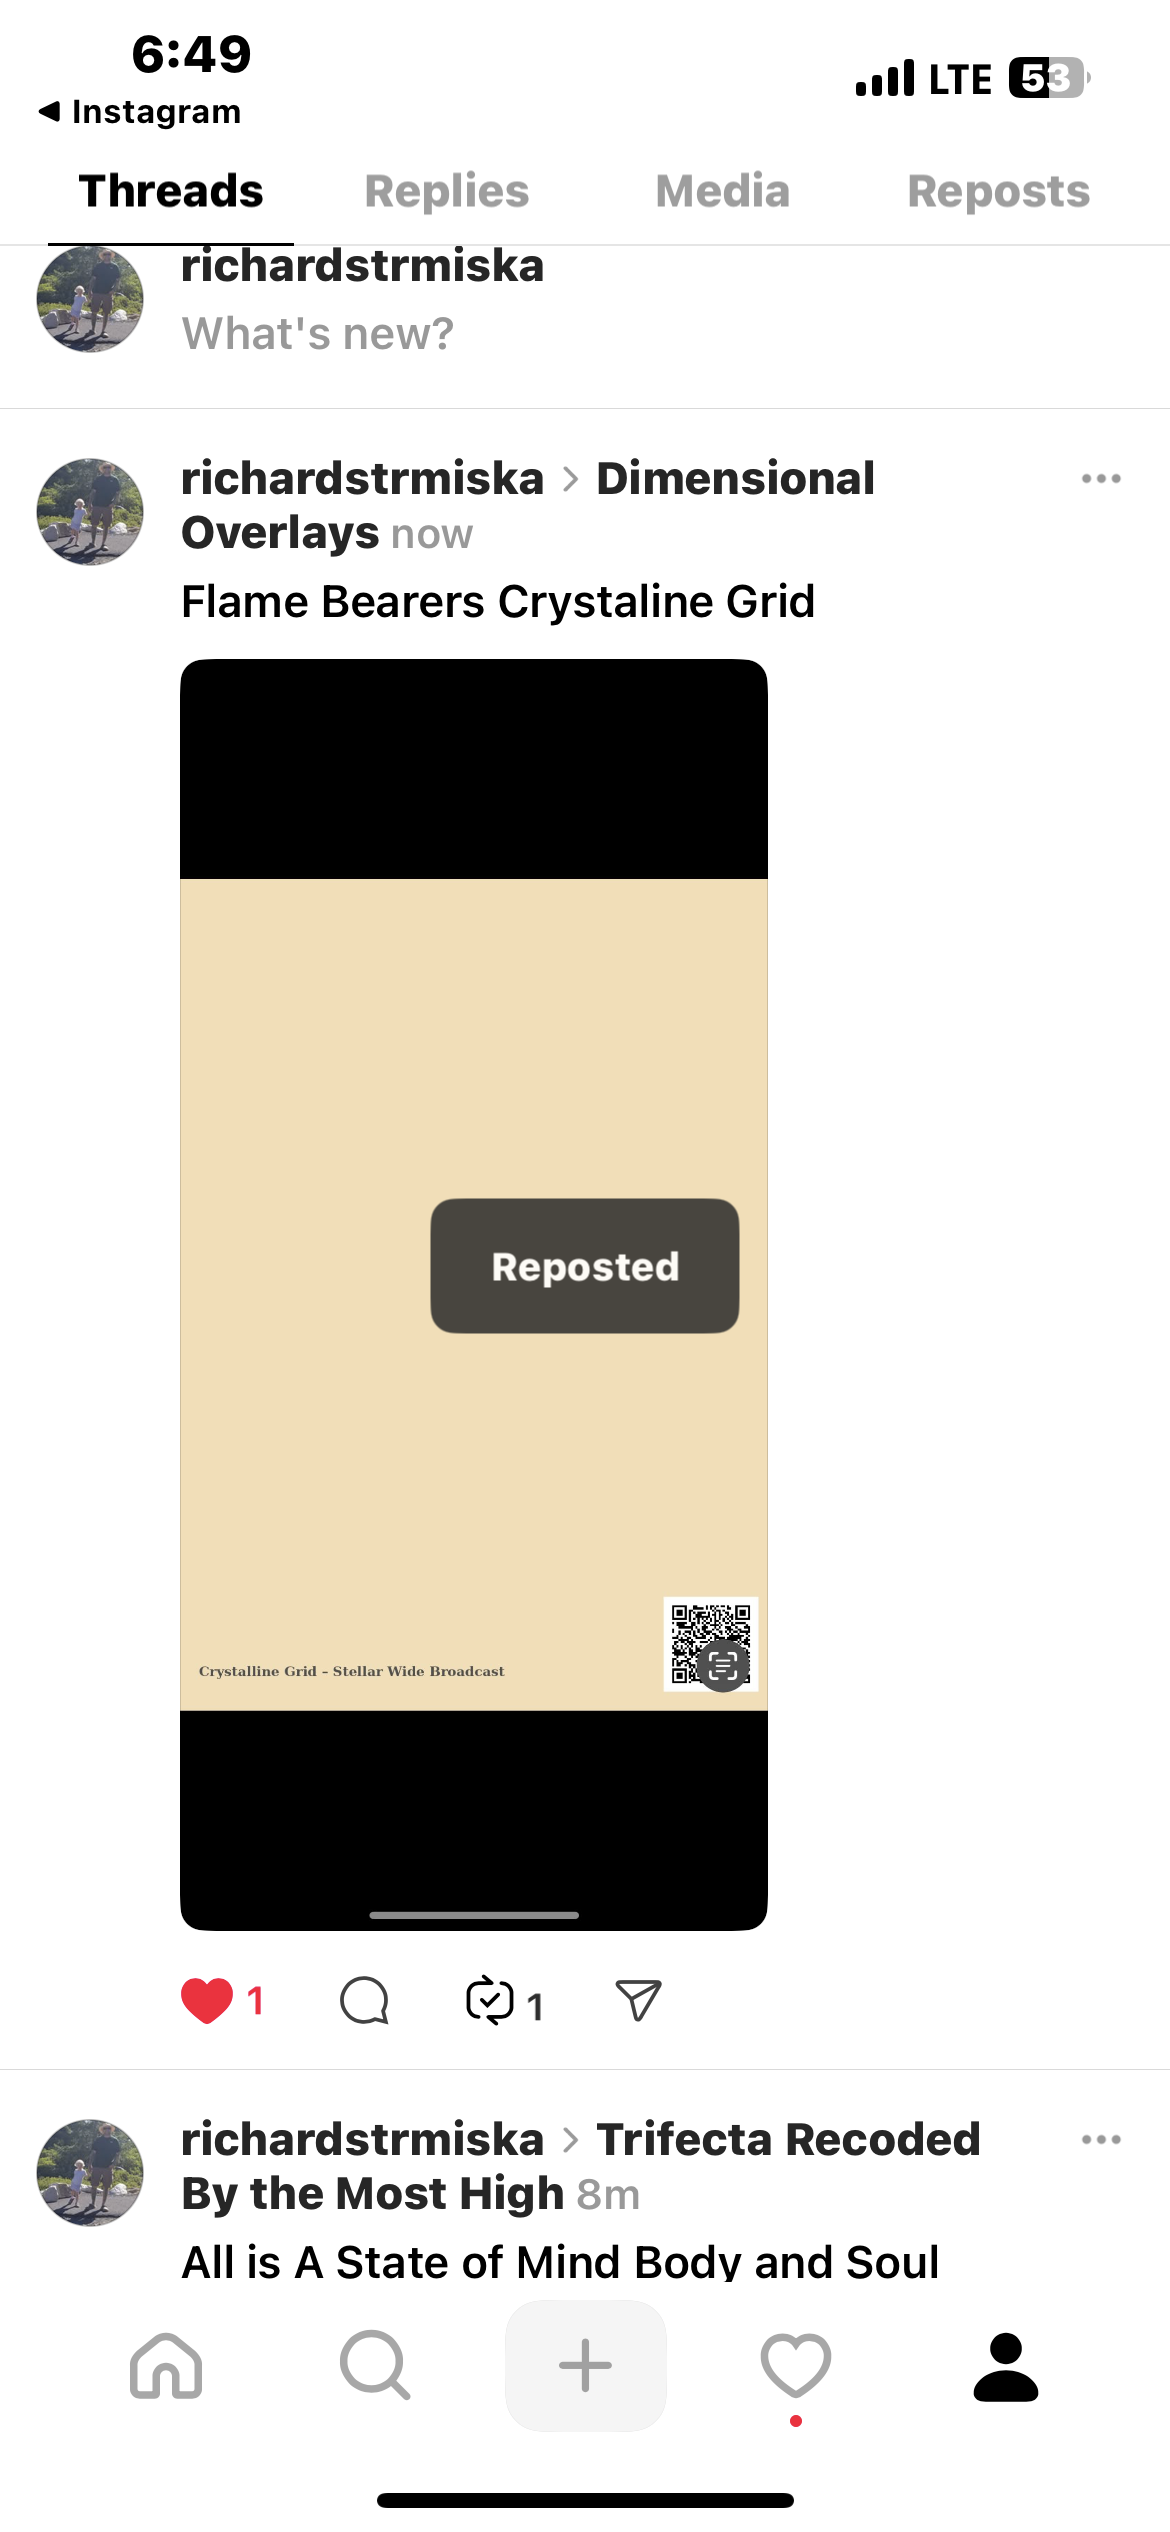 6:49
LTE 53
Instagram
Threads Replies Media Reposts
richardstrmiska
What's new?
richardstrmiska > Dimensional
Overlays now
Flame Bearers Crystaline Grid
Reposted
Crystalline Grid – Stellar Wide Broadcast
1 1
richardstrmiska > Trifecta Recoded
By the Most High 8m
All is A State of Mind Body and Soul